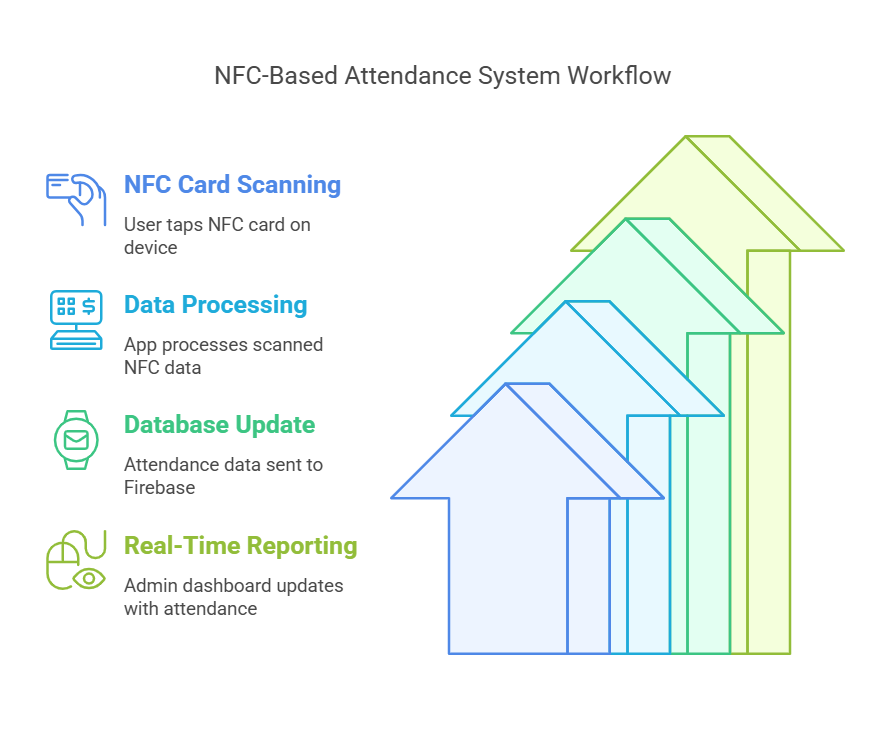 NFC-Based Attendance System Workflow
NFC Card Scanning
User taps NFC card on
device
Data Processing
App processes scanned
NFC data
Database Update
Attendance data sent to
Firebase
Real-Time Reporting
Admin dashboard updates
with attendance